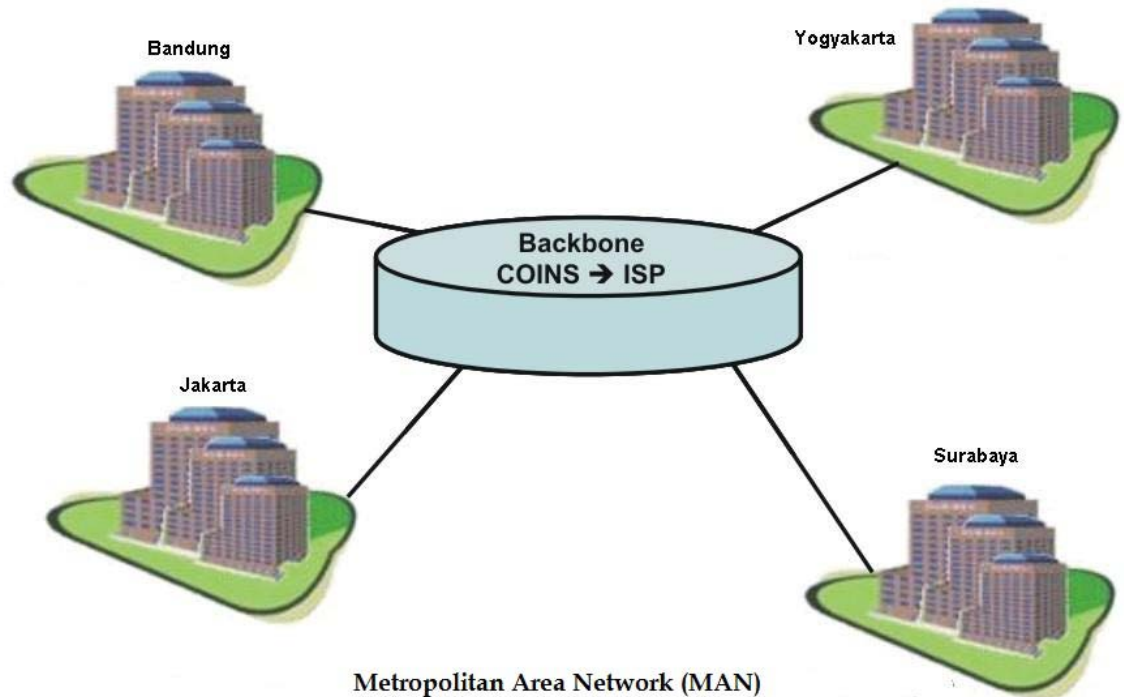 Bandung
Yogyakarta
Backbone
COINS ➔ ISP
Jakarta
Surabaya
Metropolitan Area Network (MAN)